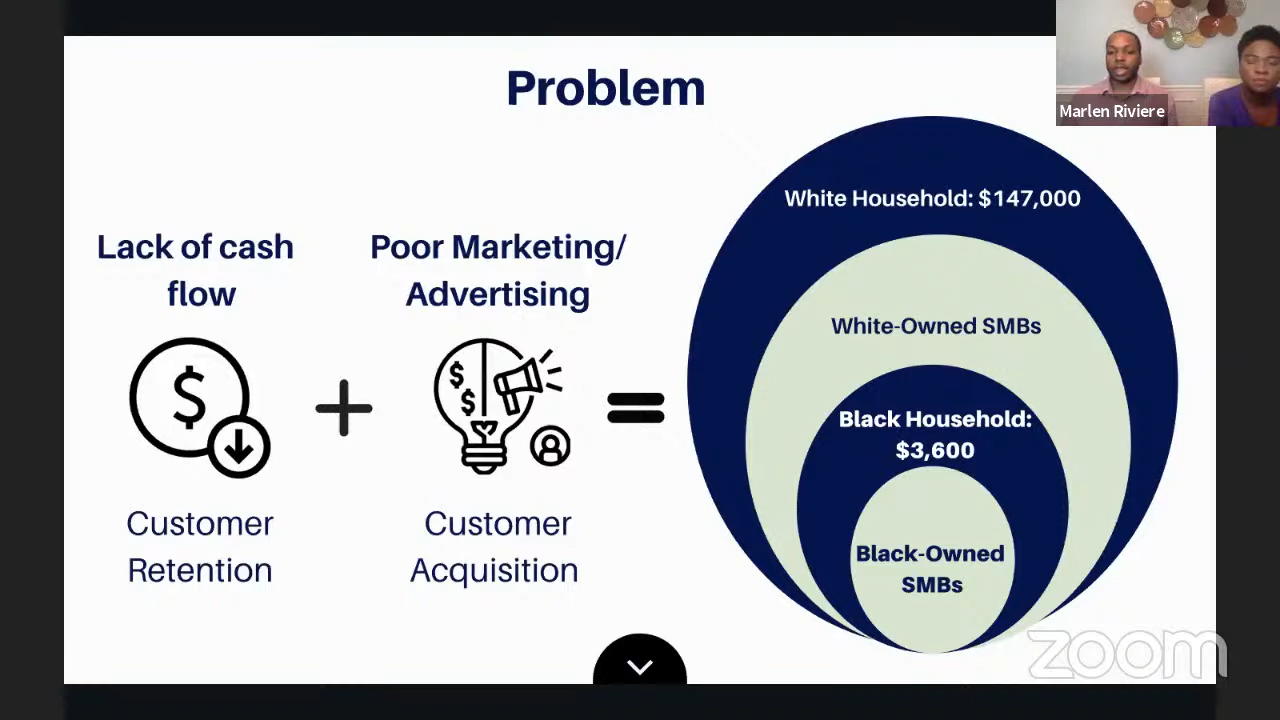 Problem
Marlen Riviere
White Household: $147,000
Lack of cash
flow
Poor Marketing/
Advertising
White-Owned SMBs
$
$
$
Black Household:
$3,600
Customer
Retention
Customer
Acquisition
Black-Owned
SMBs
zoom